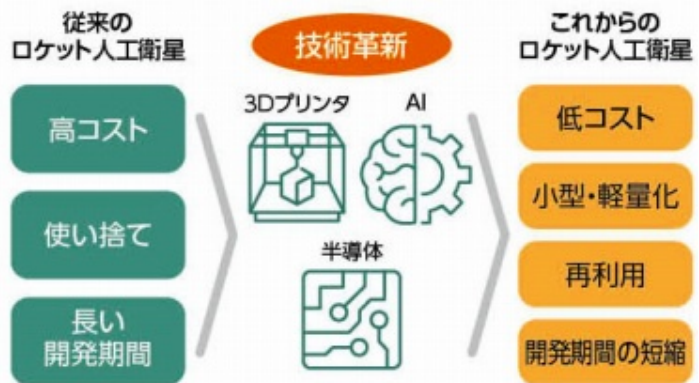 従来の
ロケット人工衛星
高コスト
使い捨て
長い
開発期間
技術革新
3Dプリンタ
AI
半導体
これからの
ロケット人工衛星
低コスト
小型・軽量化
再利用
開発期間の短縮